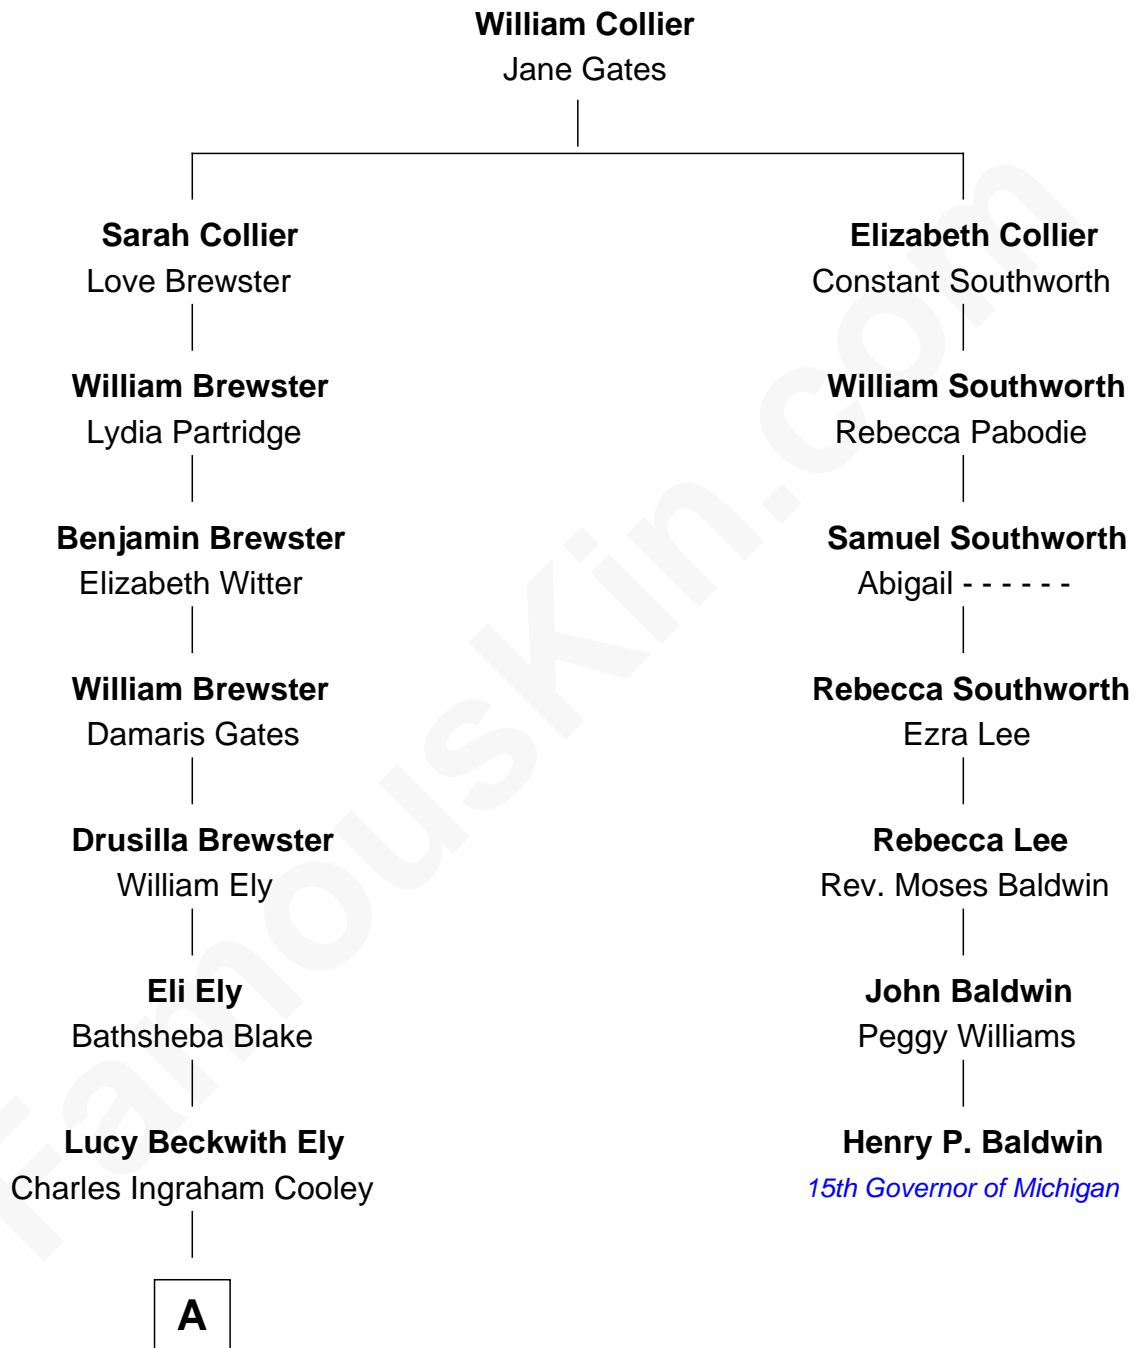 William Collier
Jane Gates
Sarah Collier
Love Brewster
Elizabeth Collier
Constant Southworth
William Brewster
Lydia Partridge
William Southworth
Rebecca Pabodie
Benjamin Brewster
Elizabeth Witter
Samuel Southworth
Abigail - - - - - -
William Brewster
Damaris Gates
Rebecca Southworth
Ezra Lee
Drusilla Brewster
William Ely
Rebecca Lee
Rev. Moses Baldwin
Eli Ely
Bathsheba Blake
John Baldwin
Peggy Williams
Lucy Beckwith Ely
Charles Ingraham Cooley
Henry P. Baldwin
15th Governor of Michigan
A
FamousKin.com